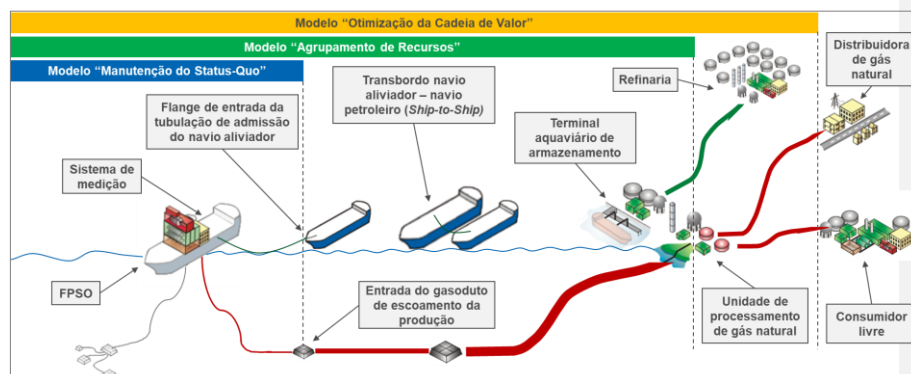 Modelo “Otimização da Cadeia de Valor”
Modelo “Agrupamento de Recursos”
Modelo “Manutenção do Status-Quo”
Distribuidora
de gás
natural
Refinaria
Transbordo navio
aliviador – navio
petroleiro (Ship-to-Ship)
Flange de entrada da
tubulação de admissão
do navio aliviador
Terminal
aquaviário de
armazenamento
Sistema de
medição
FPSO
Entrada do gasoduto
de escoamento da
produção
Unidade de
processamento
de gás natural
Consumidor
livre